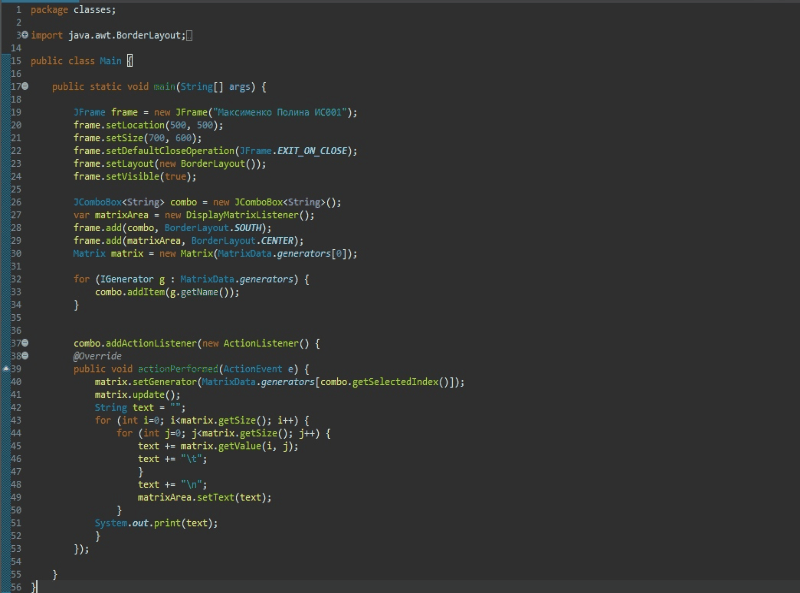 1 package classes;
2
3 import java.awt.BorderLayout;
14
15 public class Main {
16
17 public static void main(String[] args) {
18
19 JFrame frame = new JFrame("Максименко Полина ИС001");
20 frame.setLocation(500, 500);
21 frame.setSize(700, 600);
22 frame.setDefaultCloseOperation(JFrame.EXIT_ON_CLOSE);
23 frame.setLayout(new BorderLayout());
24 frame.setVisible(true);
25
26 JComboBox<String> combo = new JComboBox<String>();
27 var matrixArea = new DisplayMatrixListener();
28 frame.add(combo, BorderLayout.SOUTH);
29 frame.add(matrixArea, BorderLayout.CENTER);
30 Matrix matrix = new Matrix(MatrixData.generators[0]);
31
32 for (IGenerator g : MatrixData.generators) {
33 combo.addItem(g.getName());
34 }
35
36
37 combo.addActionListener(new ActionListener() {
38 @Override
39 public void actionPerformed(ActionEvent e) {
40 matrix.setGenerator(MatrixData.generators[combo.getSelectedIndex()]);
41 matrix.update();
42 String text = "";
43 for (int i=0; i<matrix.getSize(); i++) {
44 for (int j=0; j<matrix.getSize(); j++) {
45 text += matrix.getValue(i, j);
46 text += "\t";
47 }
48 text += "\n";
49 matrixArea.setText(text);
50 }
51 System.out.print(text);
52 }
53 });
54
55 }
56 }